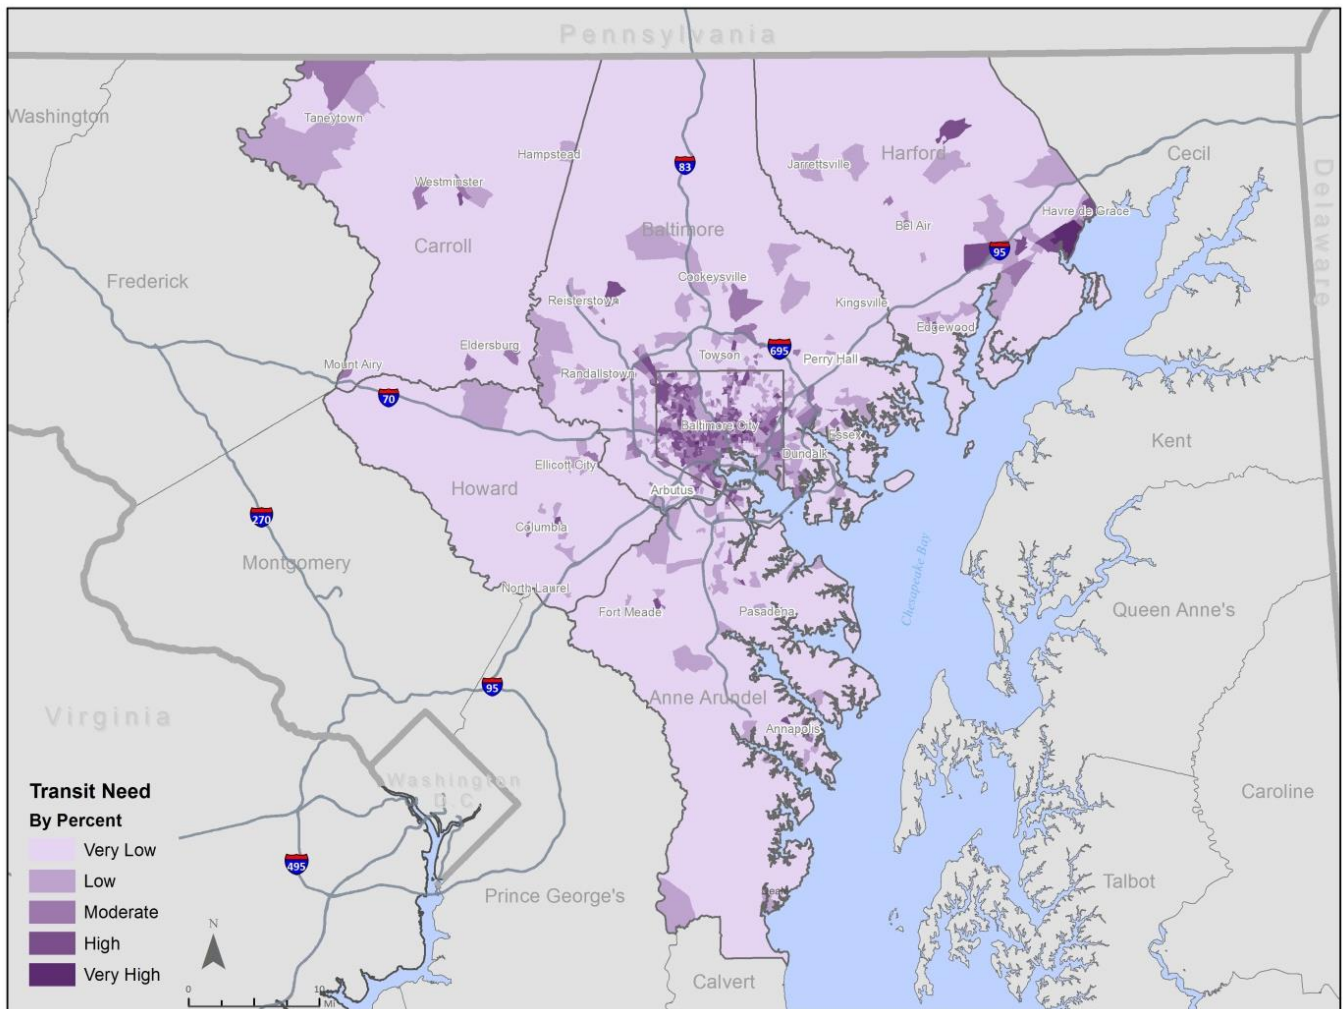 Pennsylvania
Washington
Taneytown
Hampstead
Westminster
Carroll
83
Baltimore
Jarrettsville
Harford
Cecil
Delaware
Bel Air
Havre de Grace
95
Frederick
Cockeysville
Reisterstown
Kingsville
Edgewood
Eldersburg
Mount Airy
Towson
695
Perry Hall
Randallstown
70
Baltimore City
Essex
Dundalk
Kent
Ellicott City
Howard
Arbutus
Columbia
270
Montgomery
North Laurel
Fort Meade
Pasadena
Chesapeake Bay
Queen Anne's
95
Anne Arundel
Annapolis
Virginia
Washington
D.C.
Caroline
495
Prince George's
Talbot
Calvert
Transit Need
By Percent
Very Low
Low
Moderate
High
Very High
N
0
10
Mi